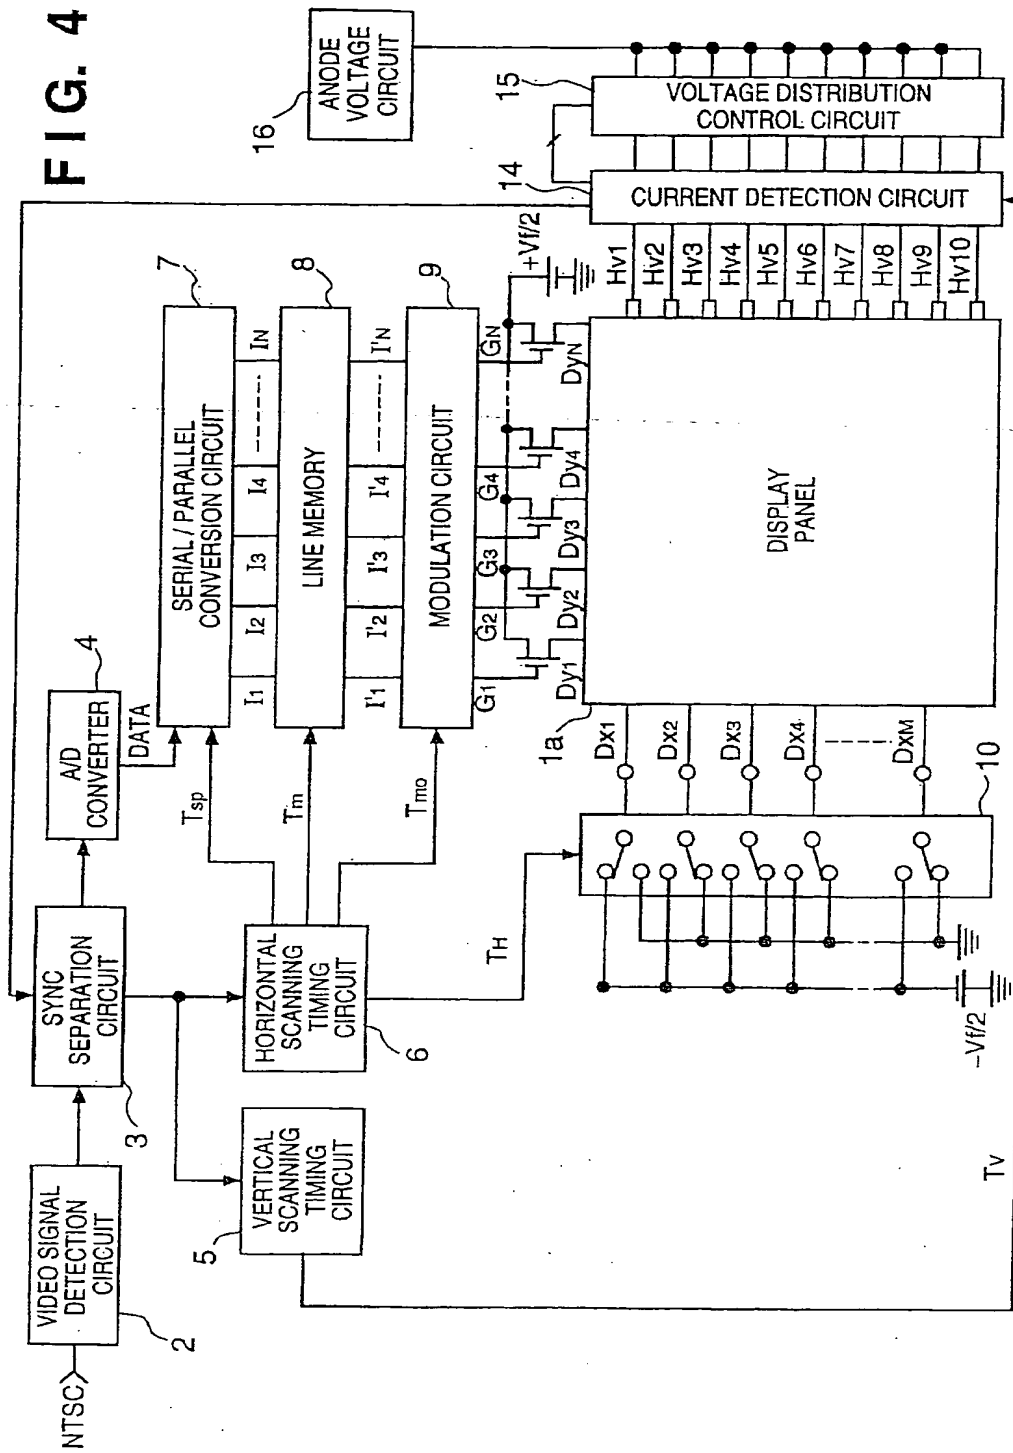 FIG. 4
NTSC
VIDEO SIGNAL
DETECTION
CIRCUIT
2
SYNC
SEPARATION
CIRCUIT
3
A/D
CONVERTER
4
DATA
VERTICAL
SCANNING
TIMING
CIRCUIT
5
HORIZONTAL
SCANNING
TIMING
CIRCUIT
6
Tsp
Tm
Tmo
TH
SERIAL / PARALLEL
CONVERSION CIRCUIT
7
I1 I2 I3 I4 IN
LINE MEMORY
8
I'1 I'2 I'3 I'4 I'N
MODULATION CIRCUIT
9
G1 G2 G3 G4 GN
+Vf/2
Dy1 Dy2 Dy3 Dy4 DyN
1a
DISPLAY
PANEL
Dx1
Dx2
Dx3
Dx4
DxM
10
-Vf/2
Hv1
Hv2
Hv3
Hv4
Hv5
Hv6
Hv7
Hv8
Hv9
Hv10
14
CURRENT DETECTION CIRCUIT
15
VOLTAGE DISTRIBUTION
CONTROL CIRCUIT
16
ANODE
VOLTAGE
CIRCUIT
Tv